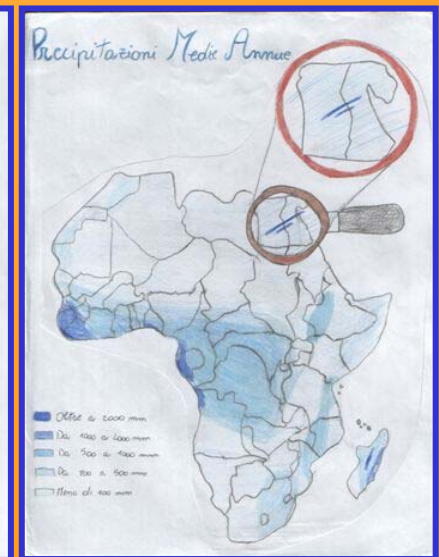 Precipitazioni Medie Annue
Oltre a 2000 mm
Da 1000 a 2000 mm
Da 500 a 1000 mm
Da 100 a 500 mm
Meno di 100 mm